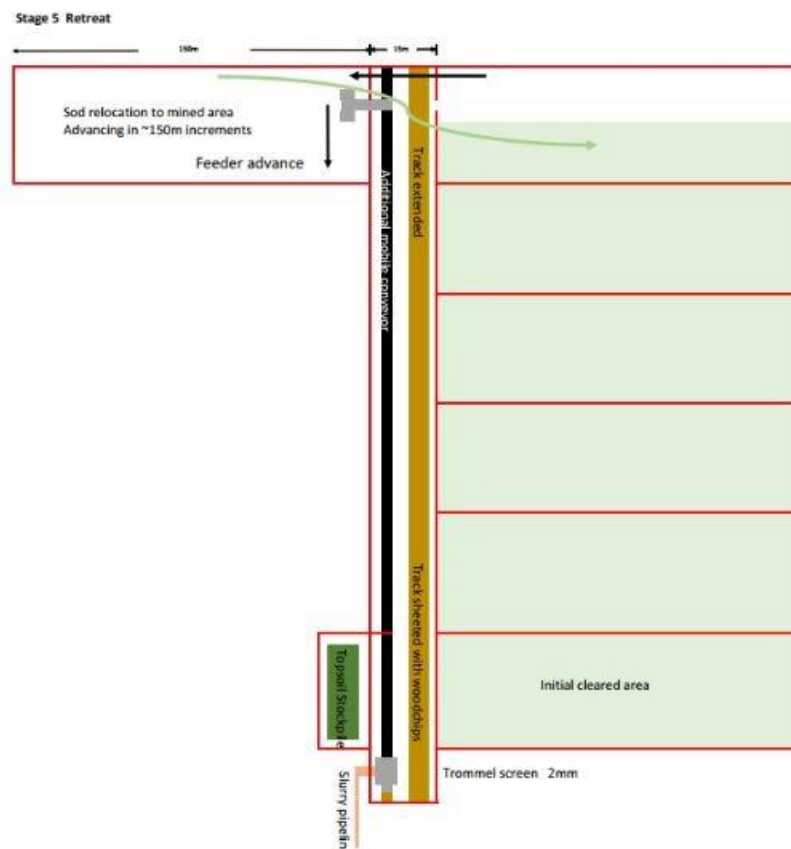 Stage 5 Retreat
150m
15m
Sod relocation to mined area
Advancing in ~150m increments
Feeder advance
Additional mobile conveyor
Track extended
Track sheeted with woodchips
Topsoil Stockpile
Initial cleared area
Trommel screen 2mm
Slurry pipelin